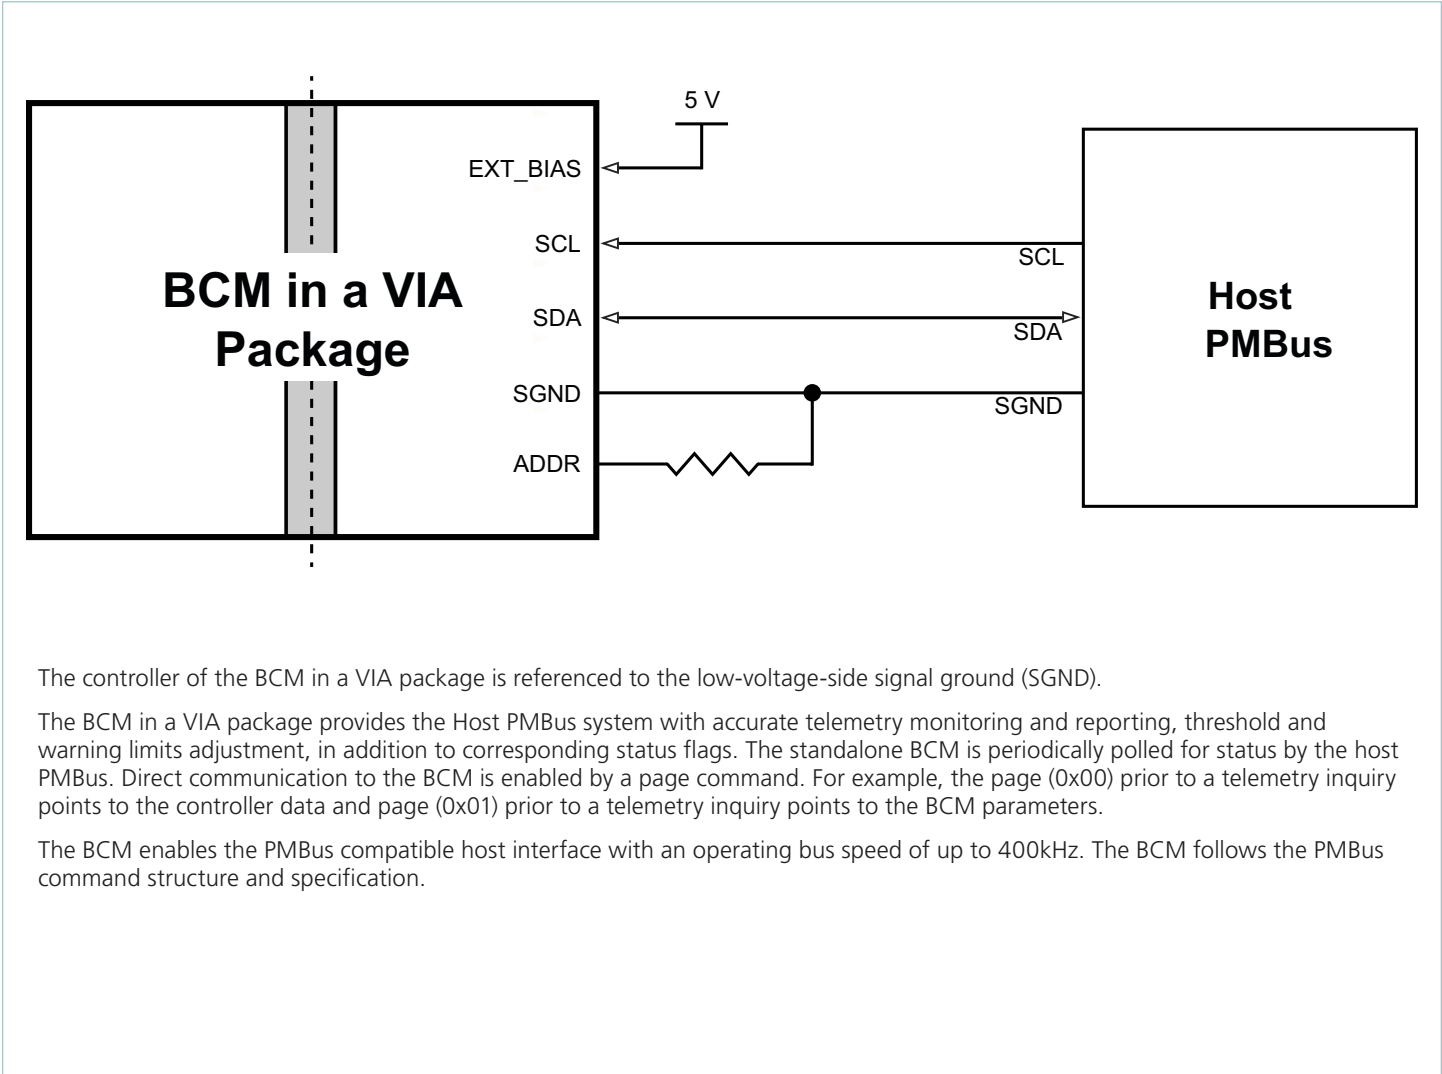 5 V
EXT_BIAS
SCL
SCL
BCM in a VIA
Package
Host
PMBus
SDA
SDA
SGND
SGND
ADDR
The controller of the BCM in a VIA package is referenced to the low-voltage-side signal ground (SGND).
The BCM in a VIA package provides the Host PMBus system with accurate telemetry monitoring and reporting, threshold and
warning limits adjustment, in addition to corresponding status flags. The standalone BCM is periodically polled for status by the host
PMBus. Direct communication to the BCM is enabled by a page command. For example, the page (0x00) prior to a telemetry inquiry
points to the controller data and page (0x01) prior to a telemetry inquiry points to the BCM parameters.
The BCM enables the PMBus compatible host interface with an operating bus speed of up to 400kHz. The BCM follows the PMBus
command structure and specification.